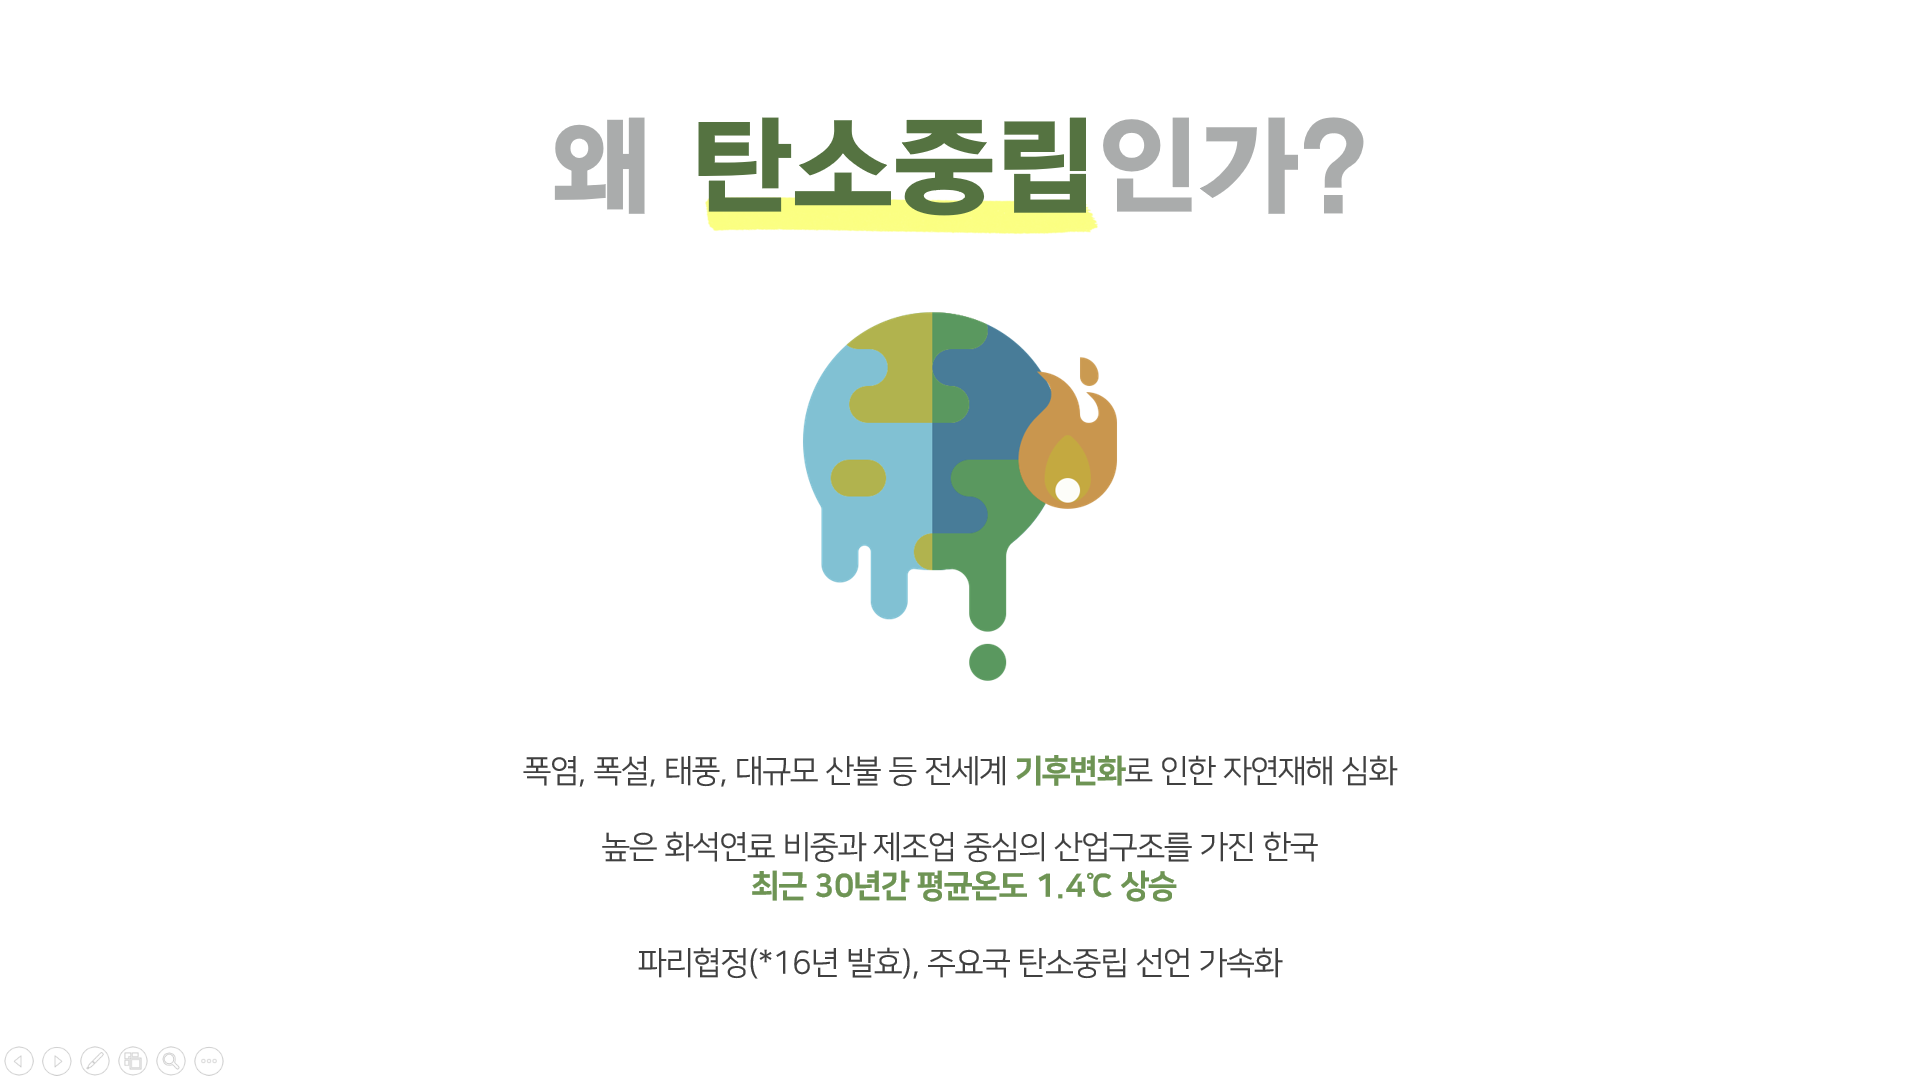 왜 탄소중립인가?
폭염, 폭설, 태풍, 대규모 산불 등 전세계 기후변화로 인한 자연재해 심화
높은 화석연료 비중과 제조업 중심의 산업구조를 가진 한국
최근 30년간 평균온도 1.4℃ 상승
파리협정(*16년 발효), 주요국 탄소중립 선언 가속화